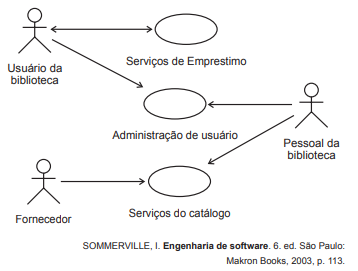 Usuário da
biblioteca
Serviços de Emprestimo
Administração de usuário
Pessoal da
biblioteca
Fornecedor
Serviços do catálogo
SOMMERVILLE, I. Engenharia de software. 6. ed. São Paulo:
Makron Books, 2003, p. 113.